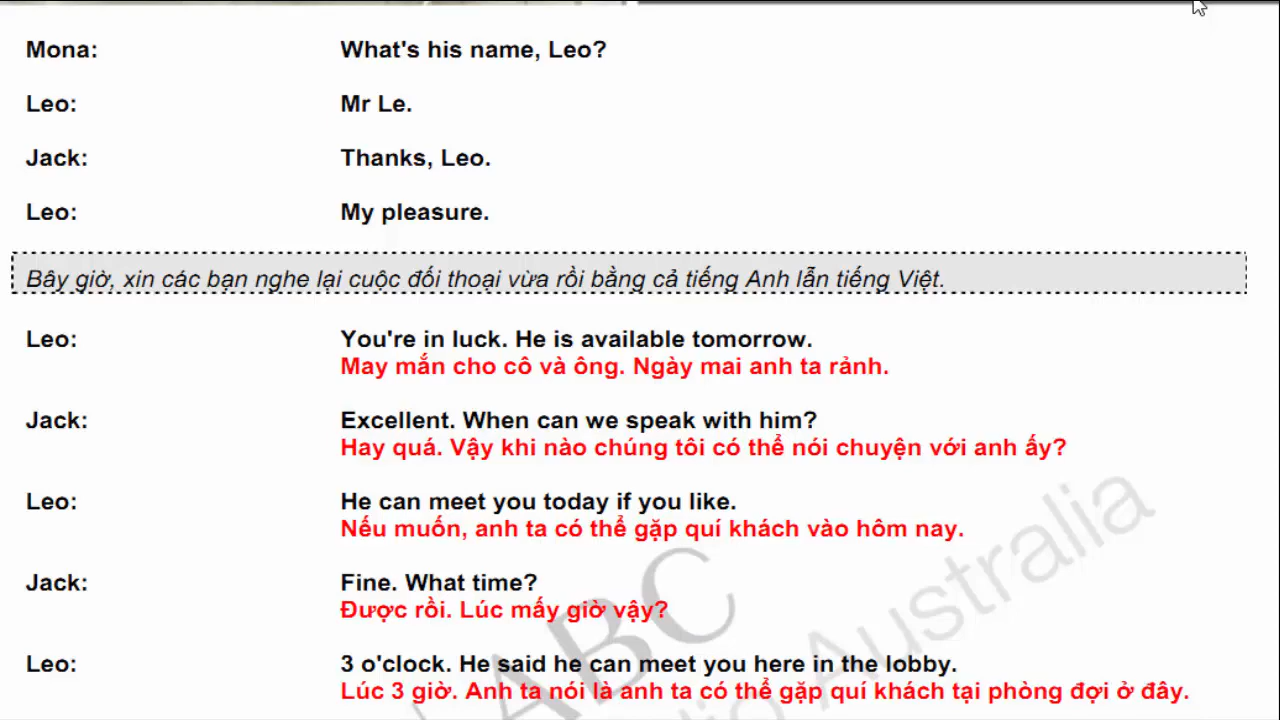 Mona: What's his name, Leo?
Leo: Mr Le.
Jack: Thanks, Leo.
Leo: My pleasure.
Bây giờ, xin các bạn nghe lại cuộc đối thoại vừa rồi bằng cả tiếng Anh lẫn tiếng Việt.
Leo: You're in luck. He is available tomorrow.
May mắn cho cô và ông. Ngày mai anh ta rảnh.
Jack: Excellent. When can we speak with him?
Hay quá. Vậy khi nào chúng tôi có thể nói chuyện với anh ấy?
Leo: He can meet you today if you like.
Nếu muốn, anh ta có thể gặp quí khách vào hôm nay.
Jack: Fine. What time?
Được rồi. Lúc mấy giờ vậy?
Leo: 3 o'clock. He said he can meet you here in the lobby.
Lúc 3 giờ. Anh ta nói là anh ta có thể gặp quí khách tại phòng đợi ở đây.
ABC
Australia